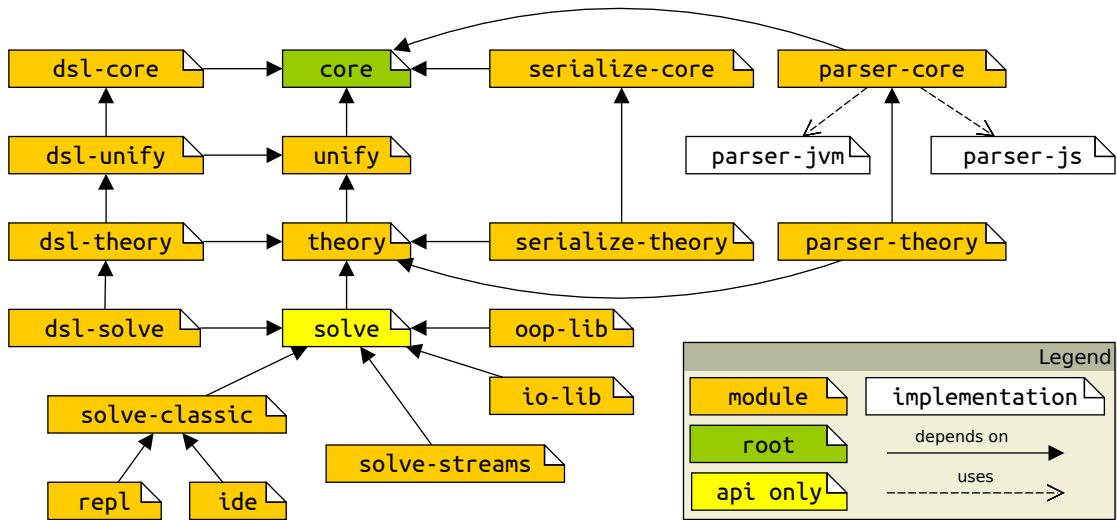 dsl-core
core
serialize-core
parser-core
dsl-unify
unify
parser-jvm
parser-js
dsl-theory
theory
serialize-theory
parser-theory
dsl-solve
solve
oop-lib
io-lib
solve-classic
solve-streams
repl
ide
Legend
module
implementation
root
depends on
api only
uses